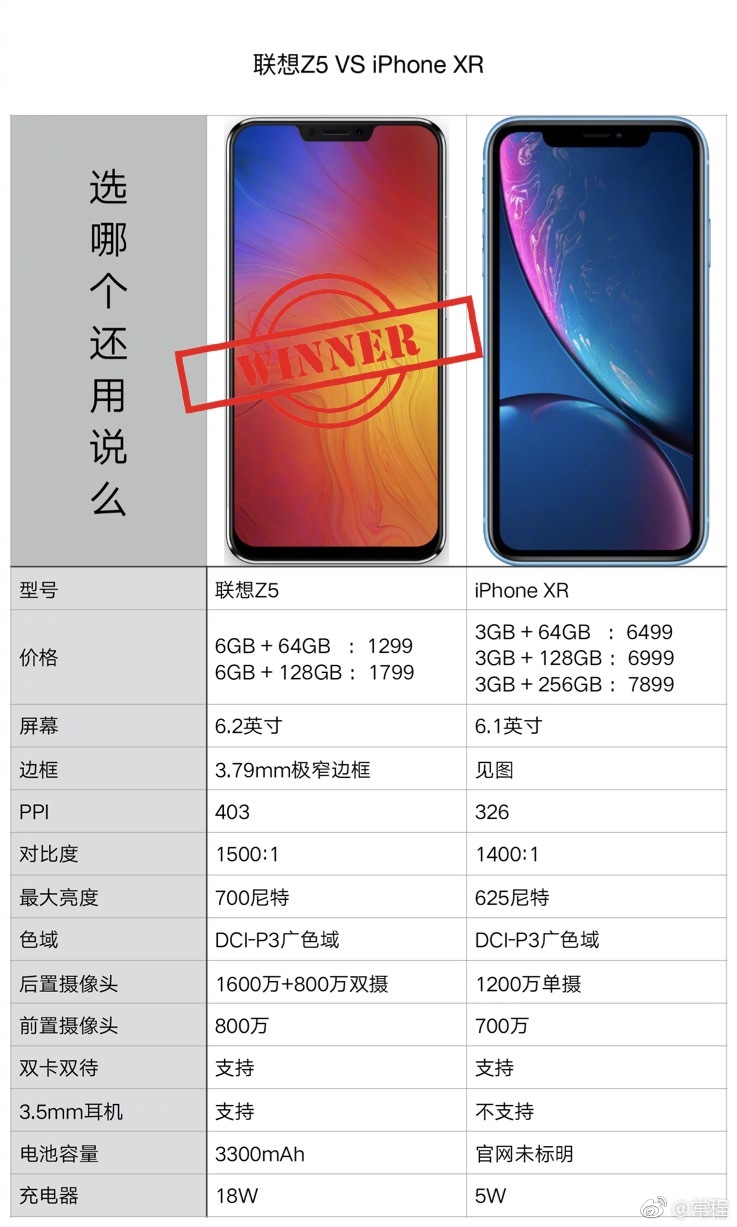 联想Z5 VS iPhone XR
选哪个还用说么
WINNER
型号 联想Z5 iPhone XR
价格 6GB + 64GB : 1299 3GB + 64GB : 6499
6GB + 128GB : 1799 3GB + 128GB : 6999
3GB + 256GB : 7899
屏幕 6.2英寸 6.1英寸
边框 3.79mm极窄边框 见图
PPI 403 326
对比度 1500:1 1400:1
最大亮度 700尼特 625尼特
色域 DCI-P3广色域 DCI-P3广色域
后置摄像头 1600万+800万双摄 1200万单摄
前置摄像头 800万 700万
双卡双待 支持 支持
3.5mm耳机 支持 不支持
电池容量 3300mAh 官网未标明
充电器 18W 5W
@常程